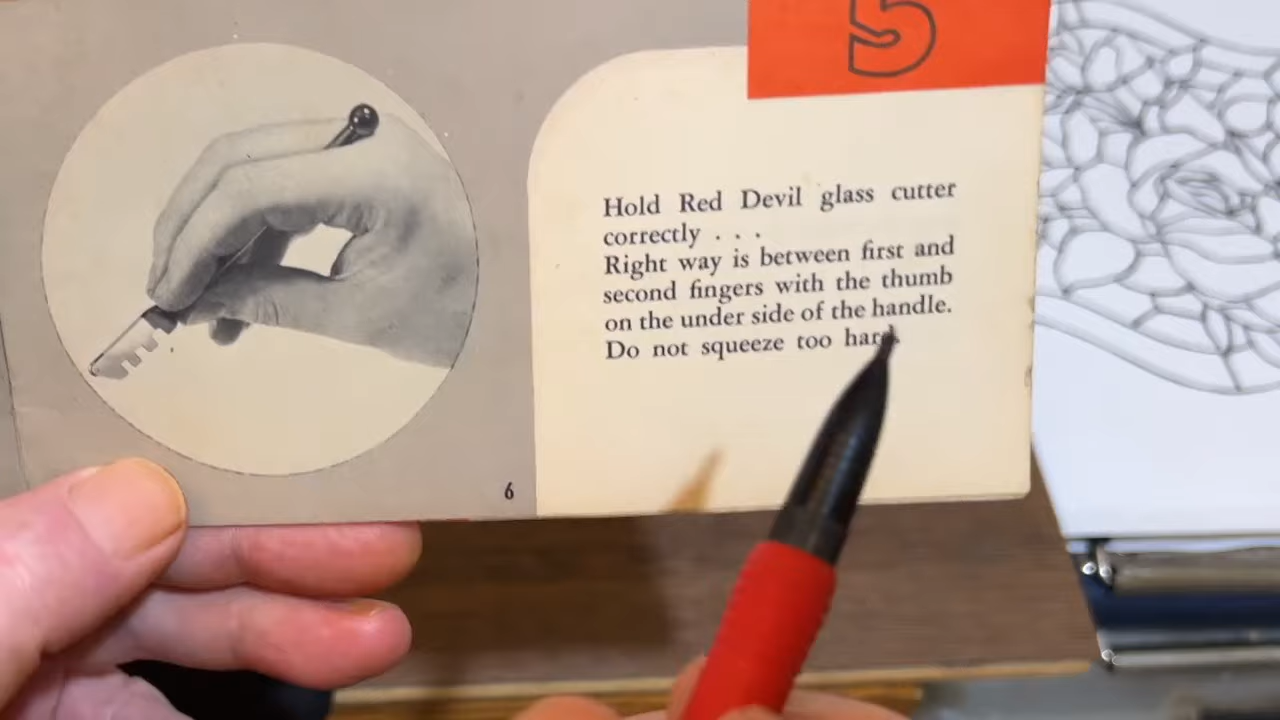 5
Hold Red Devil glass cutter
correctly . . .
Right way is between first and
second fingers with the thumb
on the under side of the handle.
Do not squeeze too hard.
6